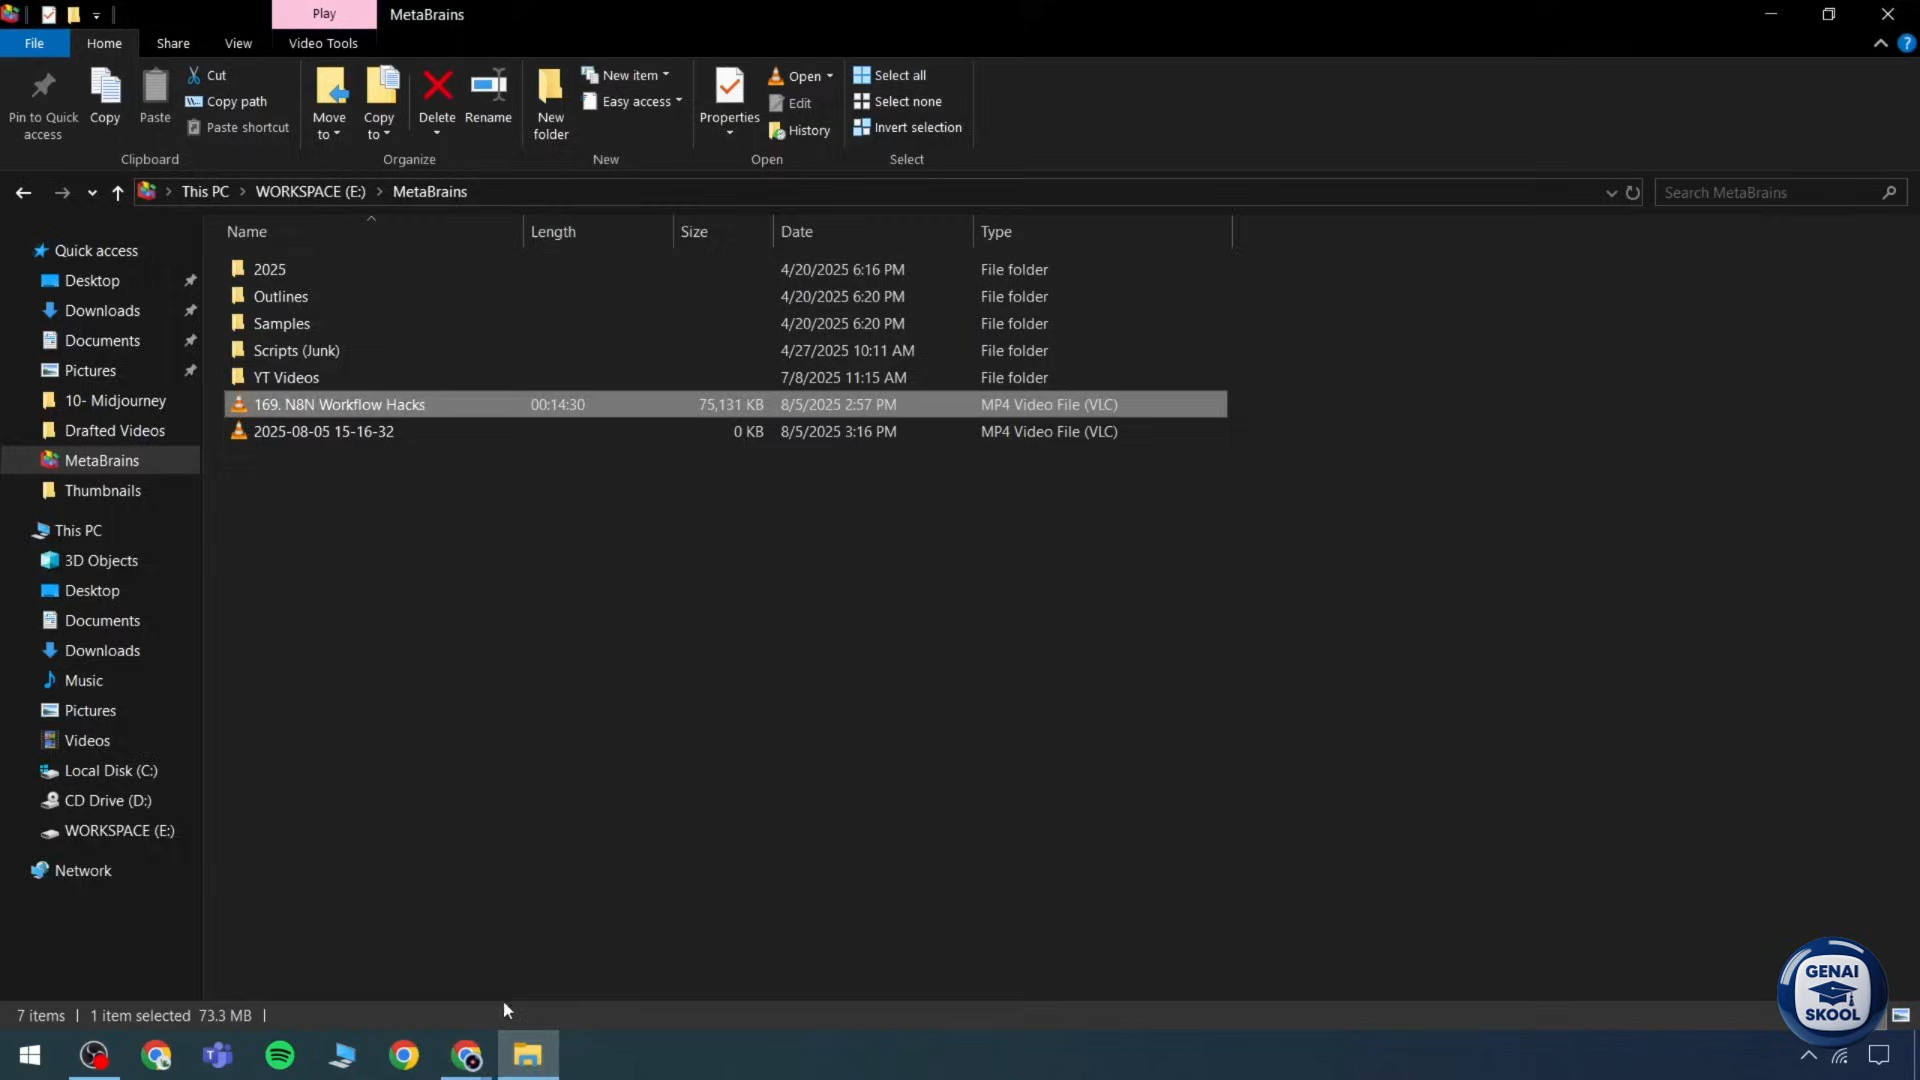 Play
MetaBrains
File
Home
Share
View
Video Tools
Pin to Quick
access
Copy
Paste
Cut
Copy path
Paste shortcut
Clipboard
Move
to
Copy
to
Delete
Rename
Organize
New
folder
New item
Easy access
New
Properties
Open
Edit
History
Open
Select all
Select none
Invert selection
Select
This PC
WORKSPACE (E:)
MetaBrains
Search MetaBrains
Name
Length
Size
Date
Type
2025
4/20/2025 6:16 PM
File folder
Outlines
4/20/2025 6:20 PM
File folder
Samples
4/20/2025 6:20 PM
File folder
Scripts (Junk)
4/27/2025 10:11 AM
File folder
YT Videos
7/8/2025 11:15 AM
File folder
169. N8N Workflow Hacks
00:14:30
75,131 KB
8/5/2025 2:57 PM
MP4 Video File (VLC)
2025-08-05 15-16-32
0 KB
8/5/2025 3:16 PM
MP4 Video File (VLC)
Quick access
Desktop
Downloads
Documents
Pictures
10- Midjourney
Drafted Videos
MetaBrains
Thumbnails
This PC
3D Objects
Desktop
Documents
Downloads
Music
Pictures
Videos
Local Disk (C:)
CD Drive (D:)
WORKSPACE (E:)
Network
7 items
1 item selected 73.3 MB
GENAI
SKOOL